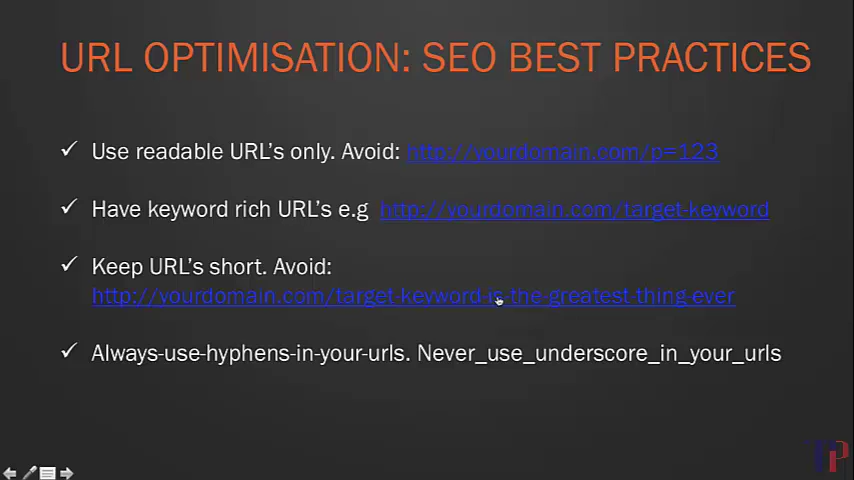 URL OPTIMISATION: SEO BEST PRACTICES
Use readable URL's only. Avoid: http://yourdomain.com/p=123
Have keyword rich URL's e.g http://yourdomain.com/target-keyword
Keep URL's short. Avoid:
http://yourdomain.com/target-keyword-is-the-greatest-thing-ever
Always-use-hyphens-in-your-urls. Never_use_underscore_in_your_urls